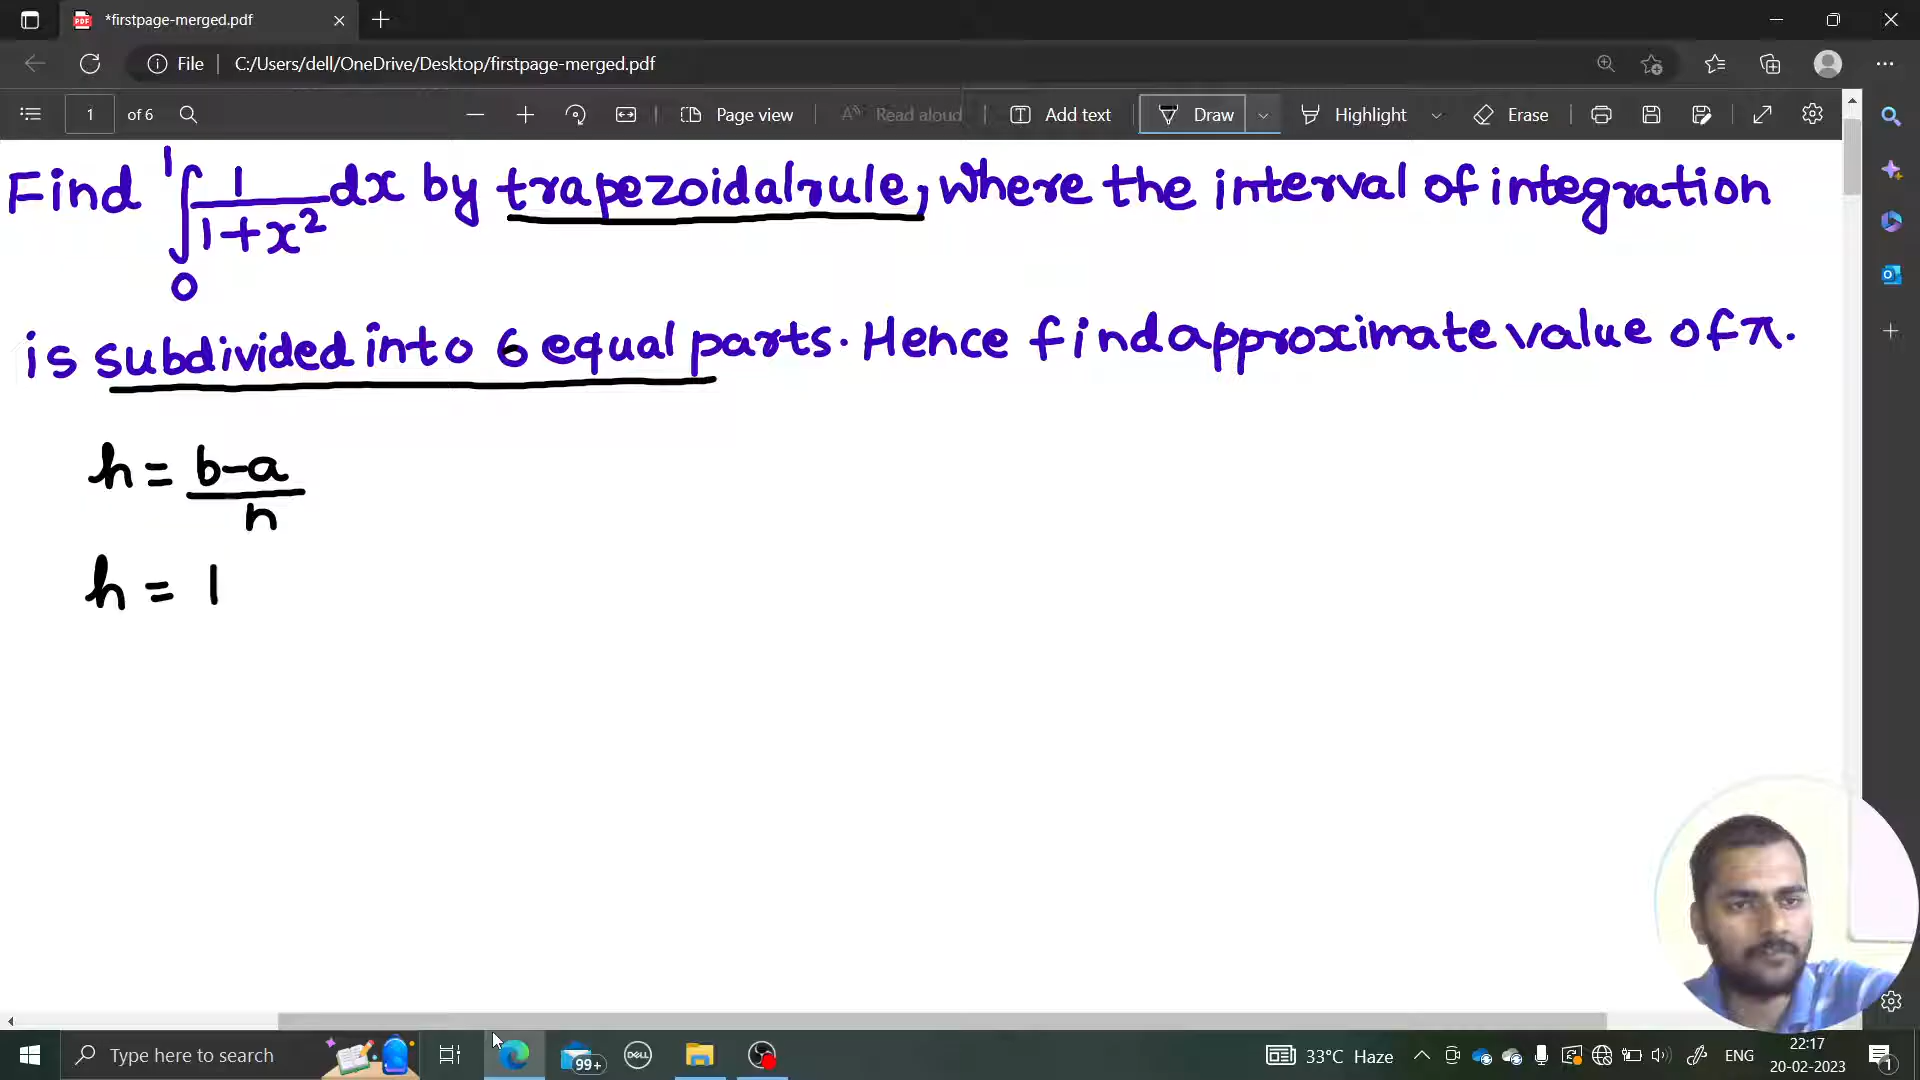 *firstpage-merged.pdf
File C:/Users/dell/OneDrive/Desktop/firstpage-merged.pdf
1 of 6 Page view Read aloud Add text Draw Highlight Erase
Find ∫₀¹ 1/(1+x²) dx by trapezoidal rule, where the interval of integration
is subdivided into 6 equal parts. Hence find approximate value of π.
h = (b-a)/n
h = 1
Type here to search
99+
DELL
33°C Haze
ENG
22:17
20-02-2023
1